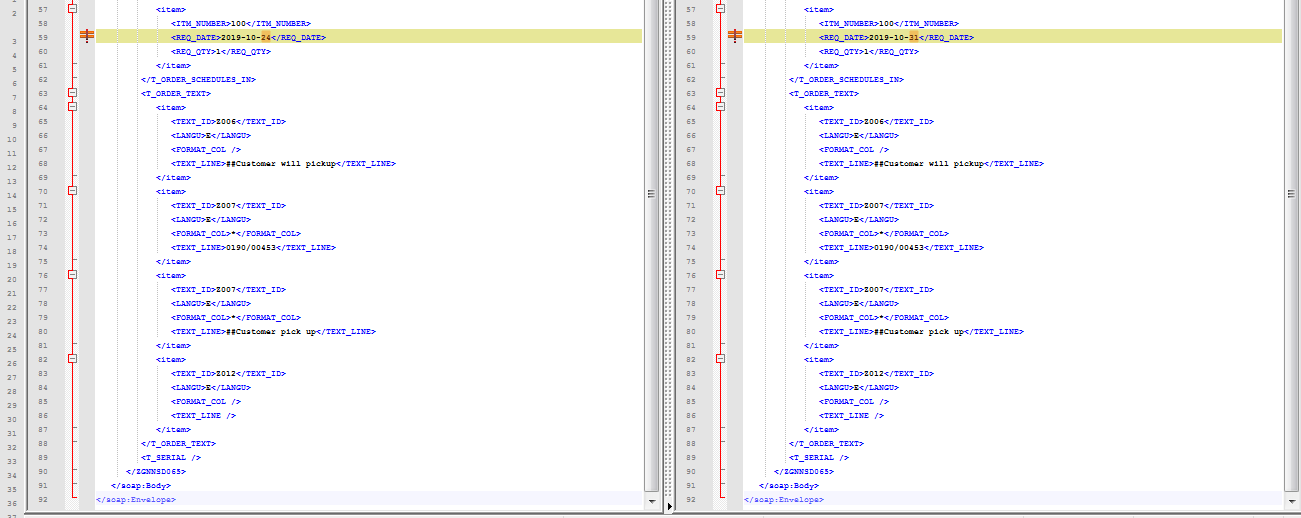 57 <item>
58 <ITM_NUMBER>100</ITM_NUMBER>
59 <REQ_DATE>2019-10-24</REQ_DATE>
60 <REQ_QTY>1</REQ_QTY>
61 </item>
62 </T_ORDER_SCHEDULES_IN>
63 <T_ORDER_TEXT>
64 <item>
65 <TEXT_ID>Z006</TEXT_ID>
66 <LANGU>E</LANGU>
67 <FORMAT_COL />
68 <TEXT_LINE>##Customer will pickup</TEXT_LINE>
69 </item>
70 <item>
71 <TEXT_ID>Z007</TEXT_ID>
72 <LANGU>E</LANGU>
73 <FORMAT_COL>*</FORMAT_COL>
74 <TEXT_LINE>0190/00453</TEXT_LINE>
75 </item>
76 <item>
77 <TEXT_ID>Z007</TEXT_ID>
78 <LANGU>E</LANGU>
79 <FORMAT_COL>*</FORMAT_COL>
80 <TEXT_LINE>##Customer pick up</TEXT_LINE>
81 </item>
82 <item>
83 <TEXT_ID>Z012</TEXT_ID>
84 <LANGU>E</LANGU>
85 <FORMAT_COL />
86 <TEXT_LINE />
87 </item>
88 </T_ORDER_TEXT>
89 <T_SERIAL />
90 </ZGNNSD065>
91 </soap:Body>
92 </soap:Envelope>
57 <item>
58 <ITM_NUMBER>100</ITM_NUMBER>
59 <REQ_DATE>2019-10-31</REQ_DATE>
60 <REQ_QTY>1</REQ_QTY>
61 </item>
62 </T_ORDER_SCHEDULES_IN>
63 <T_ORDER_TEXT>
64 <item>
65 <TEXT_ID>Z006</TEXT_ID>
66 <LANGU>E</LANGU>
67 <FORMAT_COL />
68 <TEXT_LINE>##Customer will pickup</TEXT_LINE>
69 </item>
70 <item>
71 <TEXT_ID>Z007</TEXT_ID>
72 <LANGU>E</LANGU>
73 <FORMAT_COL>*</FORMAT_COL>
74 <TEXT_LINE>0190/00453</TEXT_LINE>
75 </item>
76 <item>
77 <TEXT_ID>Z007</TEXT_ID>
78 <LANGU>E</LANGU>
79 <FORMAT_COL>*</FORMAT_COL>
80 <TEXT_LINE>##Customer pick up</TEXT_LINE>
81 </item>
82 <item>
83 <TEXT_ID>Z012</TEXT_ID>
84 <LANGU>E</LANGU>
85 <FORMAT_COL />
86 <TEXT_LINE />
87 </item>
88 </T_ORDER_TEXT>
89 <T_SERIAL />
90 </ZGNNSD065>
91 </soap:Body>
92 </soap:Envelope>
2
3
4
5
6
7
8
9
10
11
12
13
14
15
16
17
18
19
20
21
22
23
24
25
26
27
28
29
30
31
32
33
34
35
36